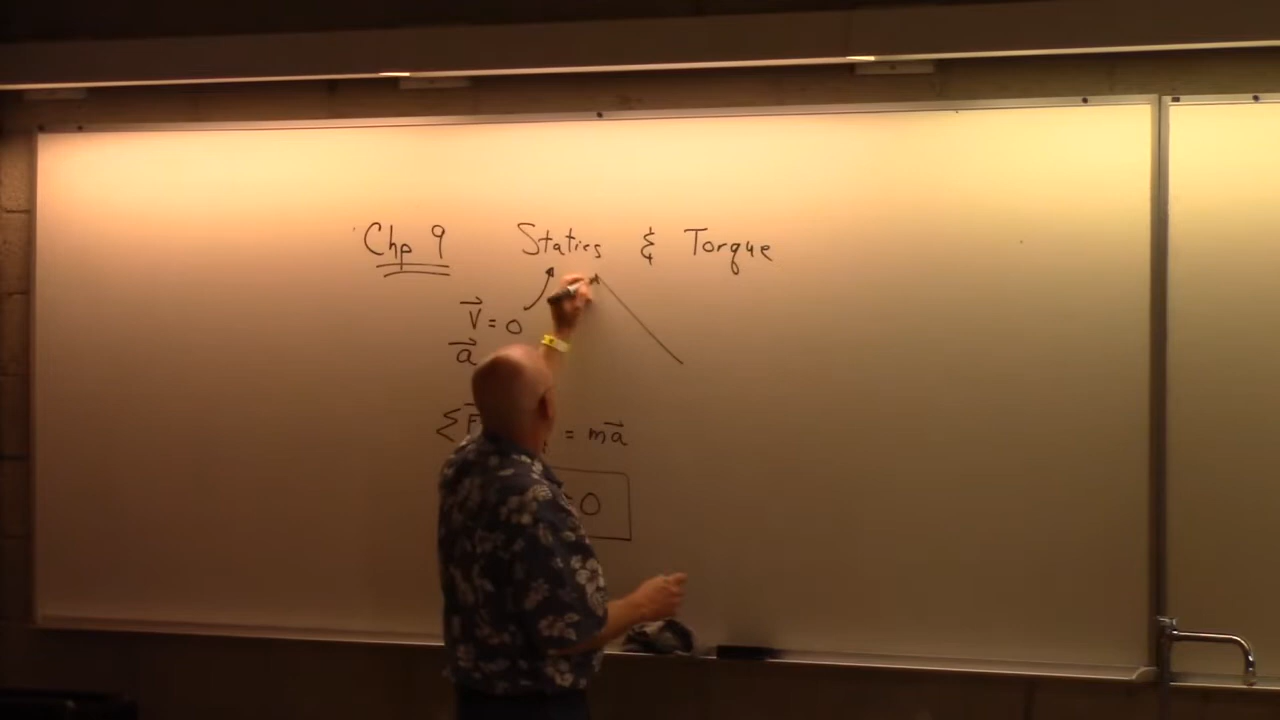 Chp 9 Statics & Torque
V = 0
a
ΣF = ma
= 0